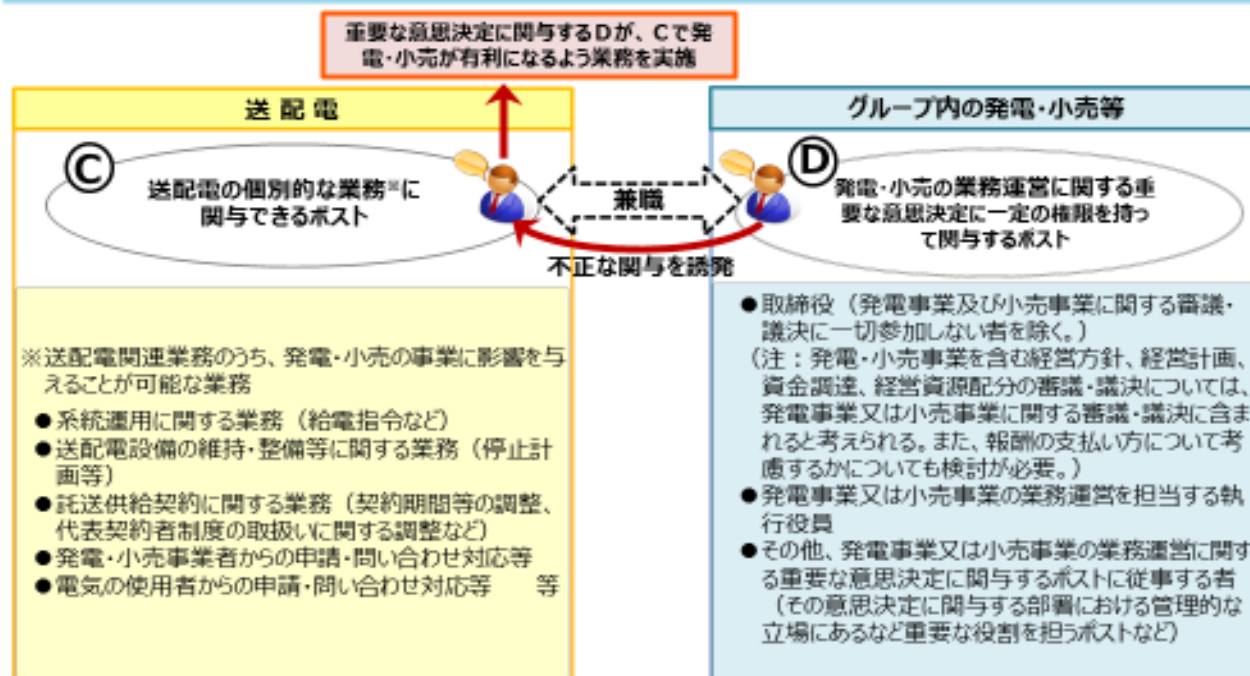 重要な意思決定に関与するDが、Cで発
電・小売が有利になるよう業務を実施
送配電
グループ内の発電・小売等
C
送配電の個別的な業務※に
関与できるポスト
兼職
不正な関与を誘発
D
発電・小売の業務運営に関する重
要な意思決定に一定の権限を持っ
て関与するポスト
※送配電関連業務のうち、発電・小売の事業に影響を与
えることが可能な業務
●系統運用に関する業務（給電指令など）
●送配電設備の維持・整備等に関する業務（停止計
画等）
●託送供給契約に関する業務（契約期間等の調整、
代表契約者制度の取扱いに関する調整など）
●発電・小売事業者からの申請・問い合わせ対応等
●電気の使用者からの申請・問い合わせ対応等　等
●取締役（発電事業及び小売事業に関する審議・
議決に一切参加しない者を除く。）
（注：発電・小売事業を含む経営方針、経営計画、
資金調達、経営資源配分の審議・議決については、
発電事業又は小売事業に関する審議・議決に含ま
れると考えられる。また、報酬の支払い方について考
慮するかについても検討が必要。）
●発電事業又は小売事業の業務運営を担当する執
行役員
●その他、発電事業又は小売事業の業務運営に関す
る重要な意思決定に関与するポストに従事する者
（その意思決定に関与する部署における管理的な
立場にあるなど重要な役割を担うポストなど）